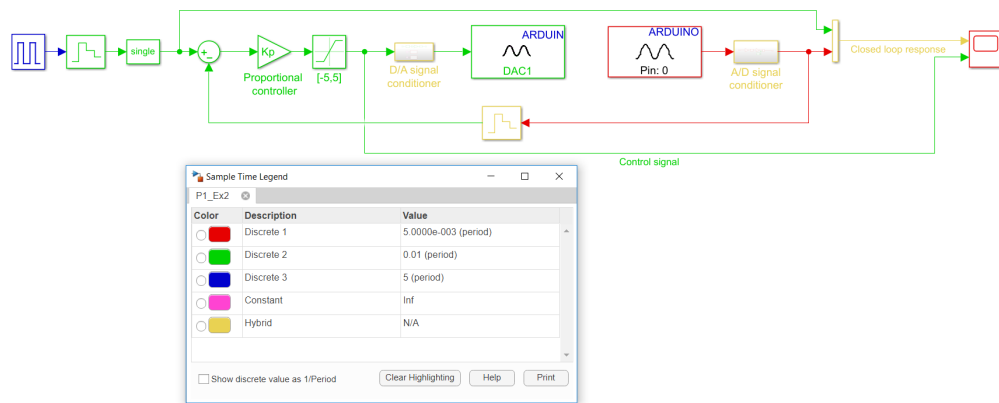 ARDUIN
ARDUINO
single
Kp
Closed loop response
DAC1
Pin: 0
D/A signal
conditioner
A/D signal
conditioner
Proportional
controller
[-5,5]
Control signal
Sample Time Legend
P1_Ex2
Color Description Value
Discrete 1 5.0000e-003 (period)
Discrete 2 0.01 (period)
Discrete 3 5 (period)
Constant Inf
Hybrid N/A
Show discrete value as 1/Period
Clear Highlighting
Help
Print